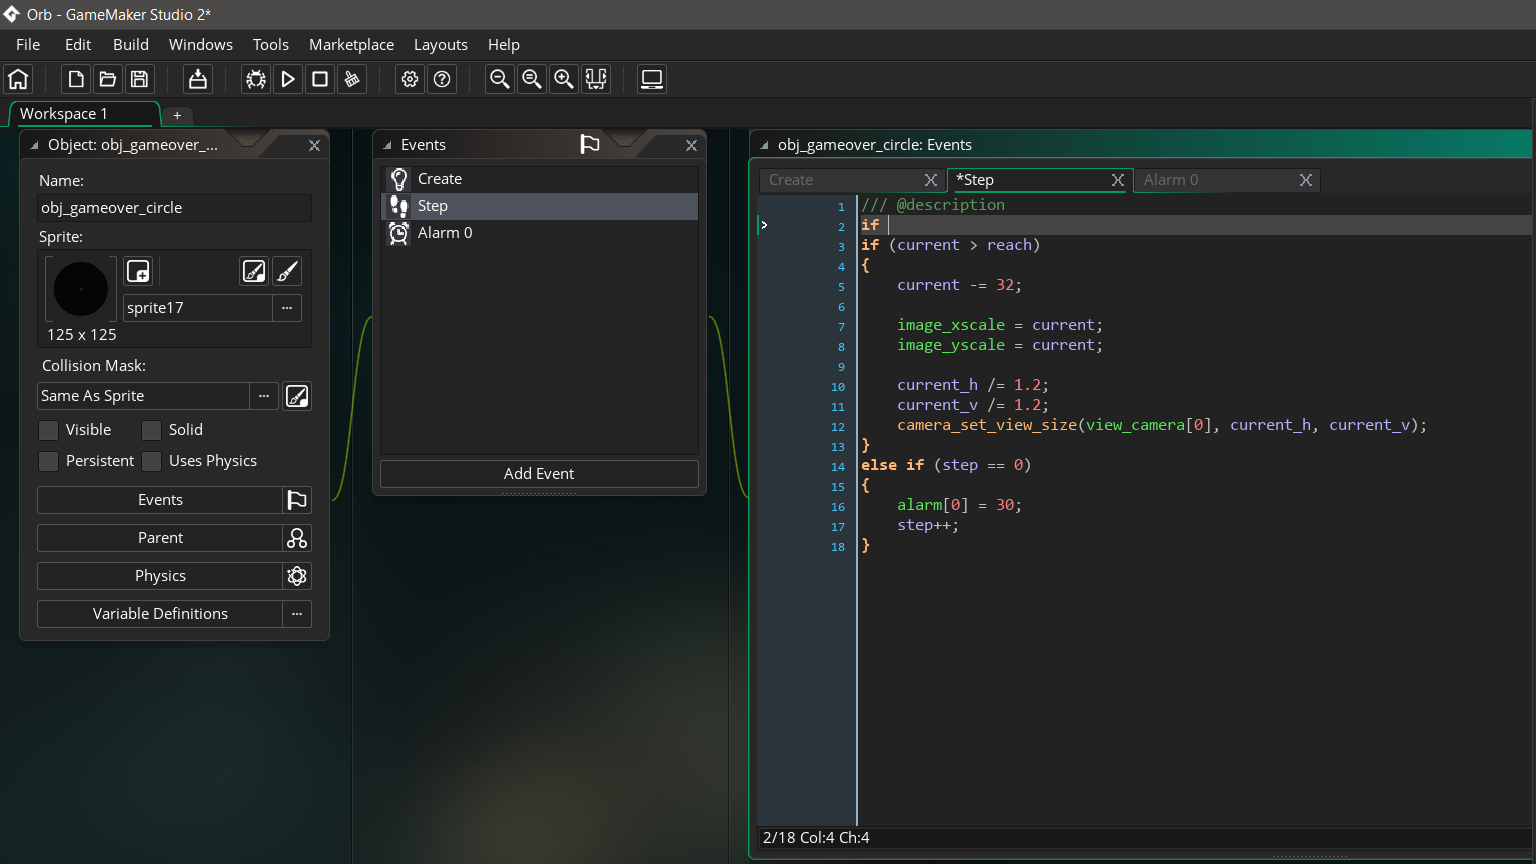 Orb - GameMaker Studio 2*
File Edit Build Windows Tools Marketplace Layouts Help
Workspace 1 +
Object: obj_gameover_...
Name:
obj_gameover_circle
Sprite:
sprite17 ...
125 x 125
Collision Mask:
Same As Sprite ...
Visible Solid
Persistent Uses Physics
Events
Parent
Physics
Variable Definitions ...
Events
Create
Step
Alarm 0
Add Event
obj_gameover_circle: Events
Create *Step Alarm 0
1 /// @description
2 if
3 if (current > reach)
4 {
5 current -= 32;
6
7 image_xscale = current;
8 image_yscale = current;
9
10 current_h /= 1.2;
11 current_v /= 1.2;
12 camera_set_view_size(view_camera[0], current_h, current_v);
13 }
14 else if (step == 0)
15 {
16 alarm[0] = 30;
17 step++;
18 }
2/18 Col:4 Ch:4